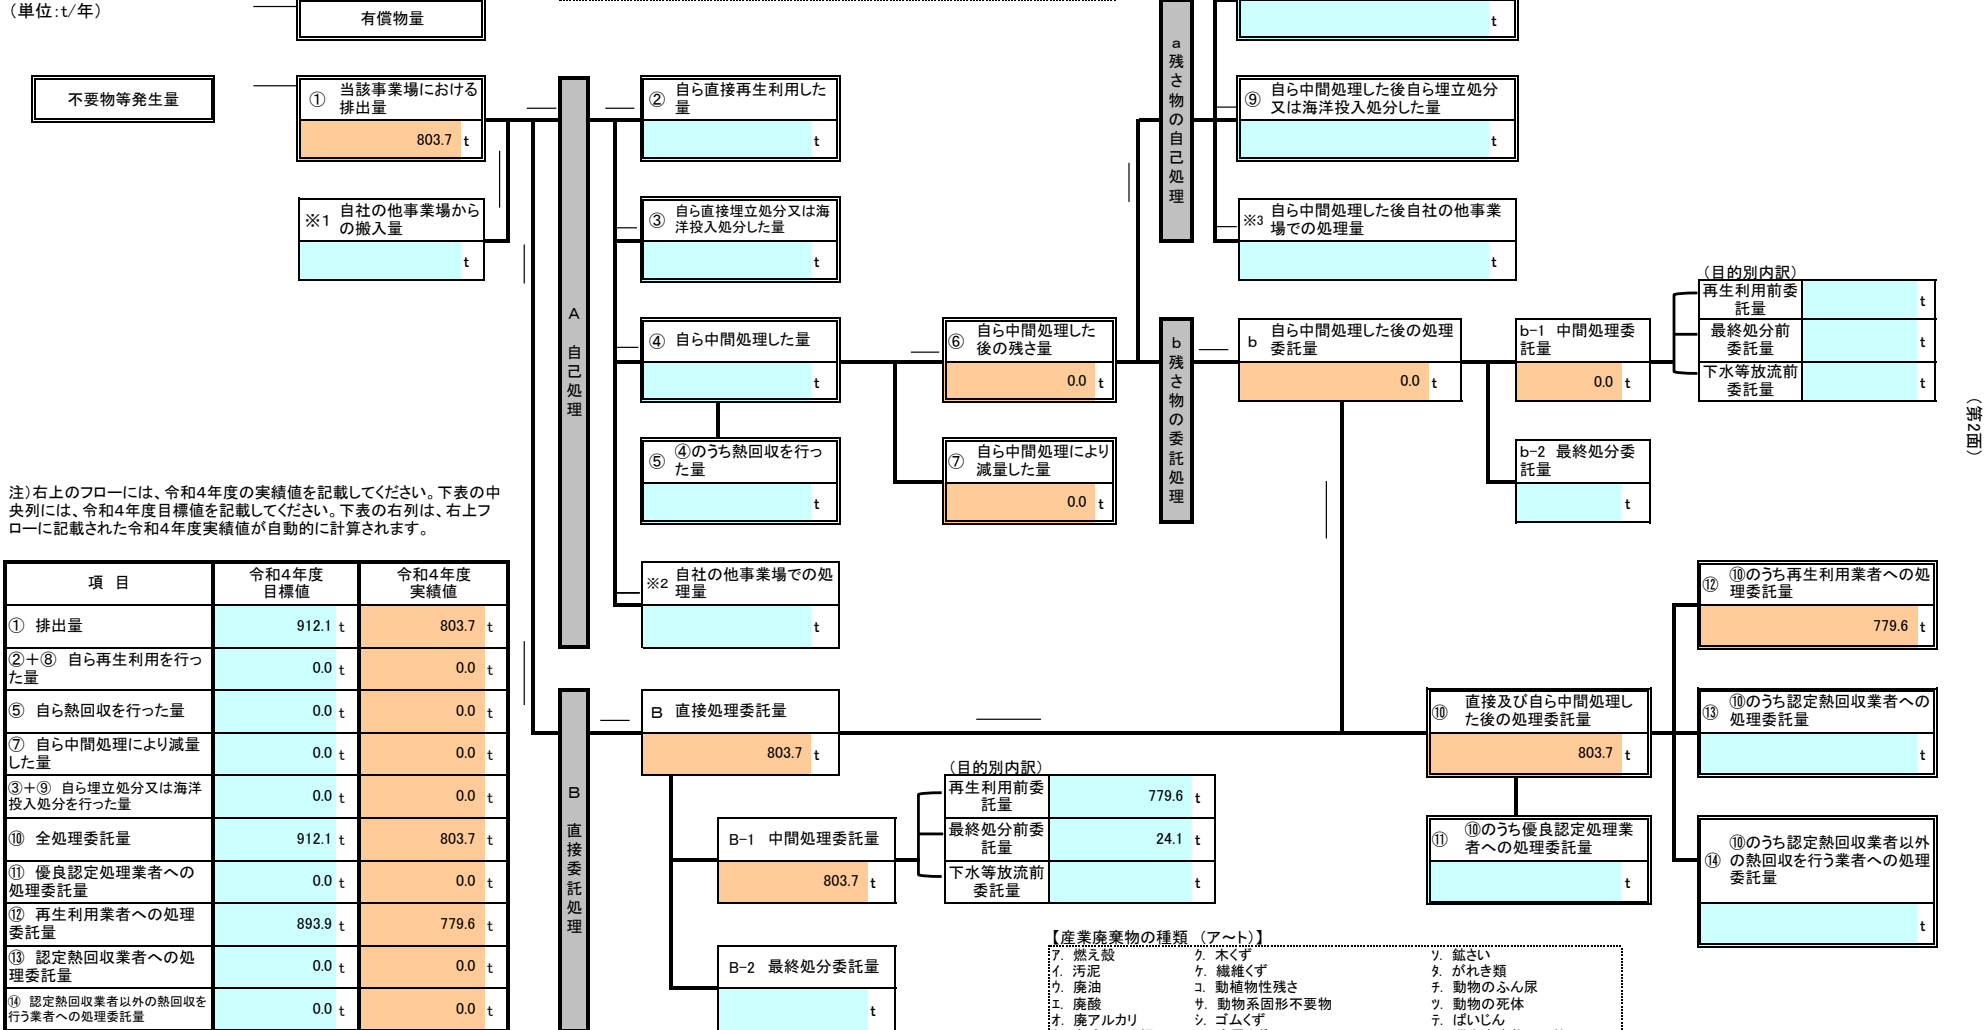 (単位:t/年)
有償物量
t
不要物等発生量
① 当該事業場における
排出量
803.7 t
※1 自社の他事業場から
の搬入量
t
A 自己処理
② 自ら直接再生利用した
量
t
③ 自ら直接埋立処分又は海
洋投入処分した量
t
④ 自ら中間処理した量
t
⑤ ④のうち熱回収を行っ
た量
t
※2 自社の他事業場での処
理量
t
⑥ 自ら中間処理した
後の残さ量
0.0 t
⑦ 自ら中間処理により
減量した量
0.0 t
a 残さ物の自己処理
⑨ 自ら中間処理した後自ら埋立処分
又は海洋投入処分した量
t
※3 自ら中間処理した後自社の他事業
場での処理量
t
b 残さ物の委託処理
b 自ら中間処理した後の処理
委託量
0.0 t
b-1 中間処理委
託量
0.0 t
b-2 最終処分委
託量
t
(目的別内訳)
再生利用前委
託量
t
最終処分前
委託量
t
下水等放流前
委託量
t
(第2面)
注)右上のフローには、令和4年度の実績値を記載してください。下表の中
央列には、令和4年度目標値を記載してください。下表の右列は、右上フ
ローに記載された令和4年度実績値が自動的に計算されます。
項 目 令和4年度
目標値 令和4年度
実績値
① 排出量 912.1 t 803.7 t
②+⑧ 自ら再生利用を行っ
た量 0.0 t 0.0 t
⑤ 自ら熱回収を行った量 0.0 t 0.0 t
⑦ 自ら中間処理により減量
した量 0.0 t 0.0 t
③+⑨ 自ら埋立処分又は海洋
投入処分を行った量 0.0 t 0.0 t
⑩ 全処理委託量 912.1 t 803.7 t
⑪ 優良認定処理業者への
処理委託量 0.0 t 0.0 t
⑫ 再生利用業者への処理
委託量 893.9 t 779.6 t
⑬ 認定熱回収業者への処
理委託量 0.0 t 0.0 t
⑭ 認定熱回収業者以外の熱回収を
行う業者への処理委託量 0.0 t 0.0 t
B 直接委託処理
B 直接処理委託量
803.7 t
B-1 中間処理委託量
803.7 t
B-2 最終処分委託量
t
(目的別内訳)
再生利用前委
託量
779.6 t
最終処分前委
託量
24.1 t
下水等放流前
委託量
t
⑩ 直接及び自ら中間処理し
た後の処理委託量
803.7 t
⑪ ⑩のうち優良認定処理業
者への処理委託量
t
⑫ ⑩のうち再生利用業者への処
理委託量
779.6 t
⑬ ⑩のうち認定熱回収業者への
処理委託量
t
⑭ ⑩のうち認定熱回収業者以外
の熱回収を行う業者への処理
委託量
t
【産業廃棄物の種類 (ア~ト)】
ア. 燃え殻 ク. 木くず ソ. 鉱さい
イ. 汚泥 ケ. 繊維くず タ. がれき類
ウ. 廃油 コ. 動植物性残さ チ. 動物のふん尿
エ. 廃酸 サ. 動物系固形不要物 ツ. 動物の死体
オ. 廃アルカリ シ. ゴムくず テ. ばいじん